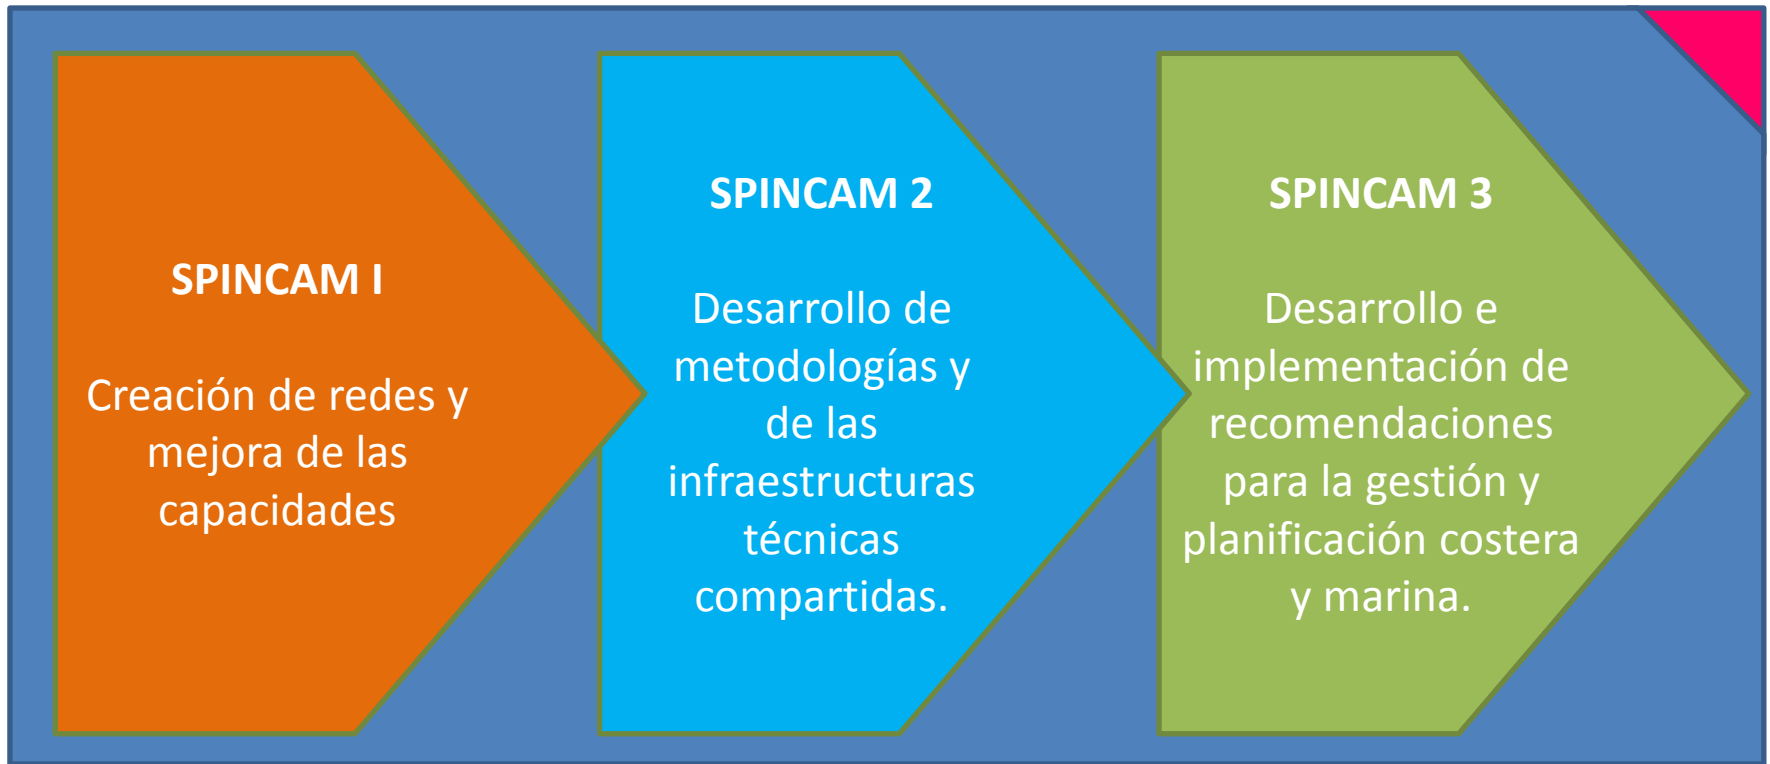 SPINCAM I
Creación de redes y
mejora de las
capacidades
SPINCAM 2
Desarrollo de
metodologías y
de las
infraestructuras
técnicas
compartidas.
SPINCAM 3
Desarrollo e
implementación de
recomendaciones
para la gestión y
planificación costera
y marina.